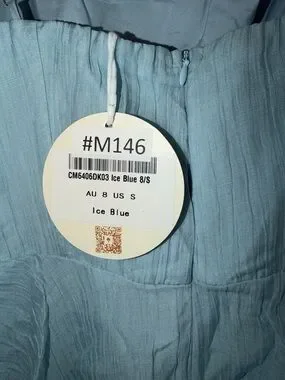 #M146
CM6406DK03 Ice Blue 8/S
AU 8 US S
Ice Blue